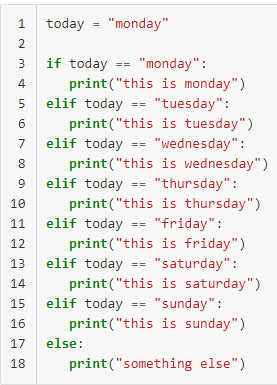 1 today = "monday"
2
3 if today == "monday":
4 print("this is monday")
5 elif today == "tuesday":
6 print("this is tuesday")
7 elif today == "wednesday":
8 print("this is wednesday")
9 elif today == "thursday":
10 print("this is thursday")
11 elif today == "friday":
12 print("this is friday")
13 elif today == "saturday":
14 print("this is saturday")
15 elif today == "sunday":
16 print("this is sunday")
17 else:
18 print("something else")